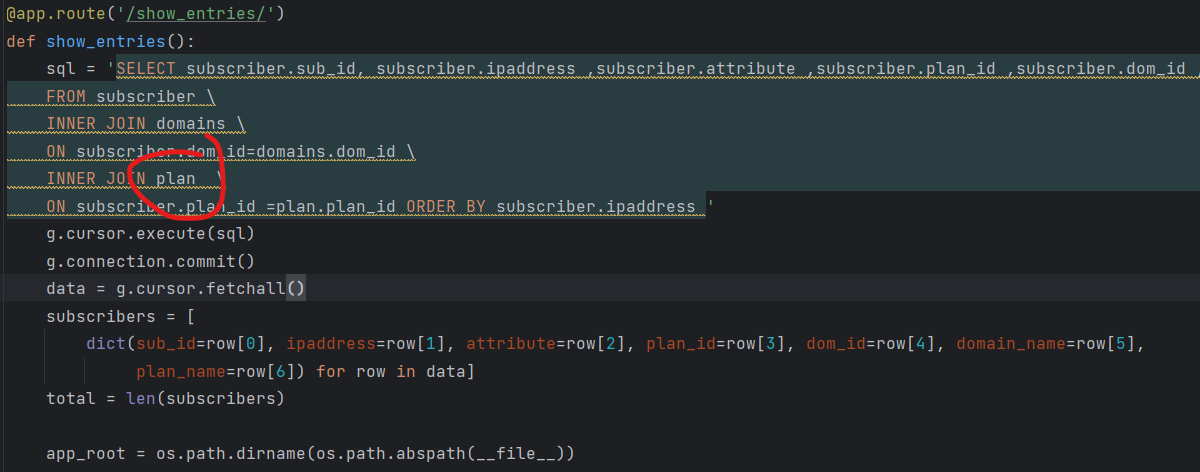 @app.route('/show_entries/')
def show_entries():
    sql = 'SELECT subscriber.sub_id, subscriber.ipaddress ,subscriber.attribute ,subscriber.plan_id ,subscriber.dom_id ,
    FROM subscriber \
    INNER JOIN domains \
    ON subscriber.dom_id=domains.dom_id \
    INNER JOIN plan  \
    ON subscriber.plan_id =plan.plan_id ORDER BY subscriber.ipaddress '
    g.cursor.execute(sql)
    g.connection.commit()
    data = g.cursor.fetchall()
    subscribers = [
        dict(sub_id=row[0], ipaddress=row[1], attribute=row[2], plan_id=row[3], dom_id=row[4], domain_name=row[5],
             plan_name=row[6]) for row in data]
    total = len(subscribers)
    app_root = os.path.dirname(os.path.abspath(__file__))